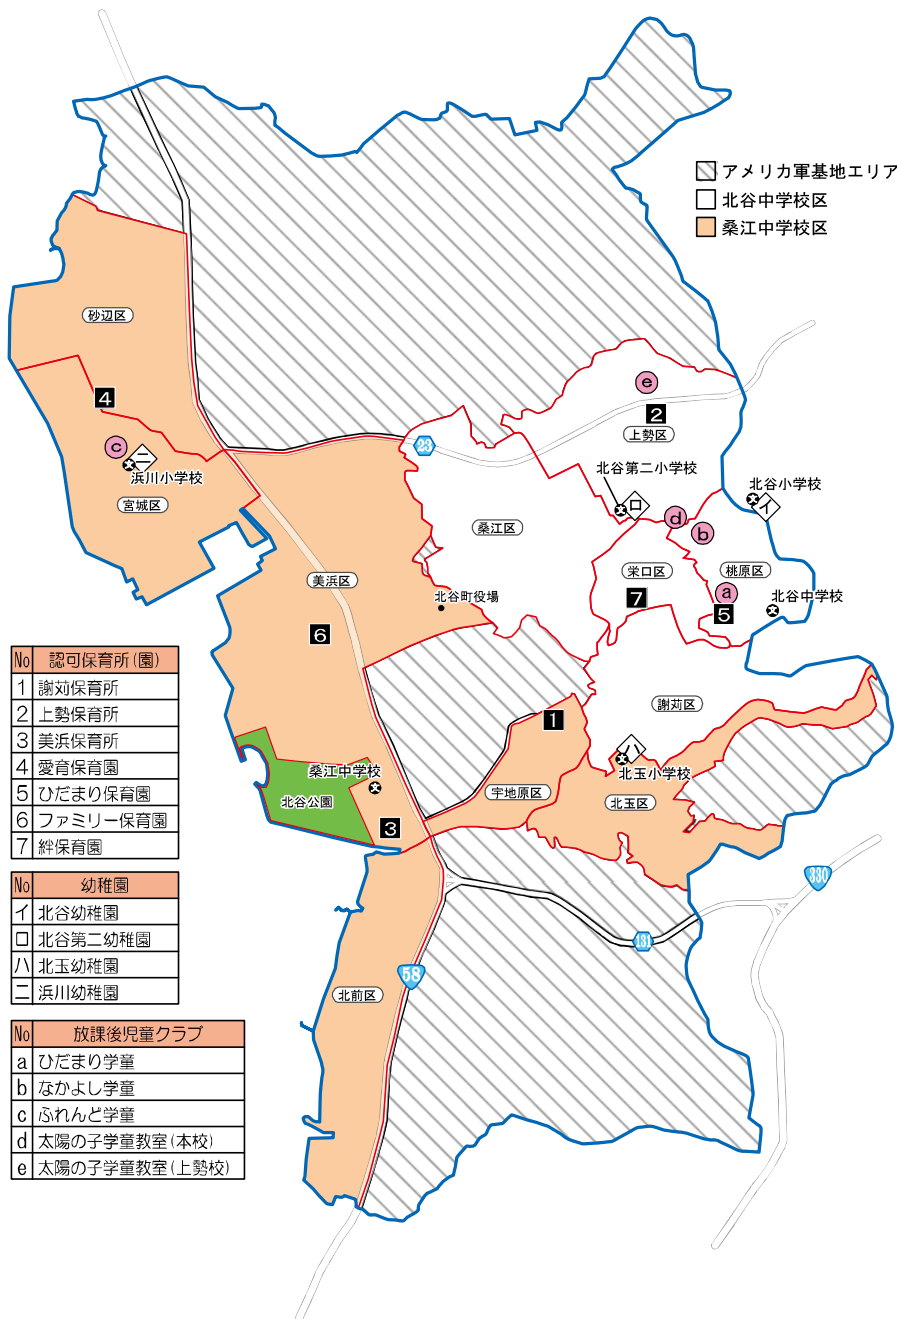 アメリカ軍基地エリア
北谷中学校区
桑江中学校区
砂辺区
e
4
2
上勢区
23
c
ニ
浜川小学校
宮城区
北谷第二小学校
ロ
北谷小学校
イ
桑江区
d
b
美浜区
栄口区
桃原区
a
7
5
北谷町役場
北谷中学校
6
謝苅区
1
ハ
北玉小学校
桑江中学校
北谷公園
宇地原区
北玉区
3
330
131
58
北前区
No 認可保育所(園)
1 謝苅保育所
2 上勢保育所
3 美浜保育所
4 愛育保育園
5 ひだまり保育園
6 ファミリー保育園
7 絆保育園
No 幼稚園
イ 北谷幼稚園
ロ 北谷第二幼稚園
ハ 北玉幼稚園
ニ 浜川幼稚園
No 放課後児童クラブ
a ひだまり学童
b なかよし学童
c ふれんど学童
d 太陽の子学童教室(本校)
e 太陽の子学童教室(上勢校)